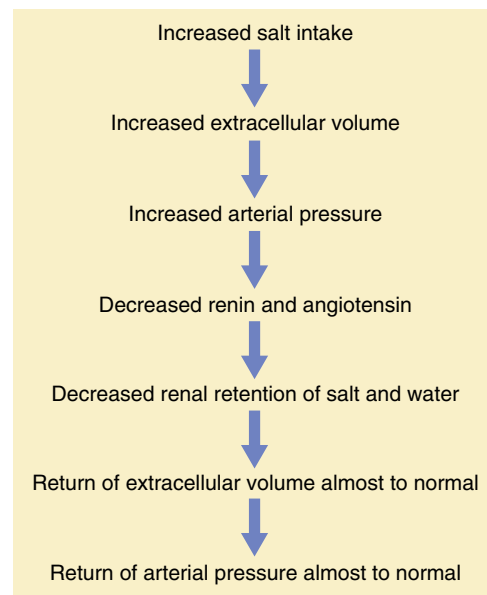 Increased salt intake
Increased extracellular volume
Increased arterial pressure
Decreased renin and angiotensin
Decreased renal retention of salt and water
Return of extracellular volume almost to normal
Return of arterial pressure almost to normal